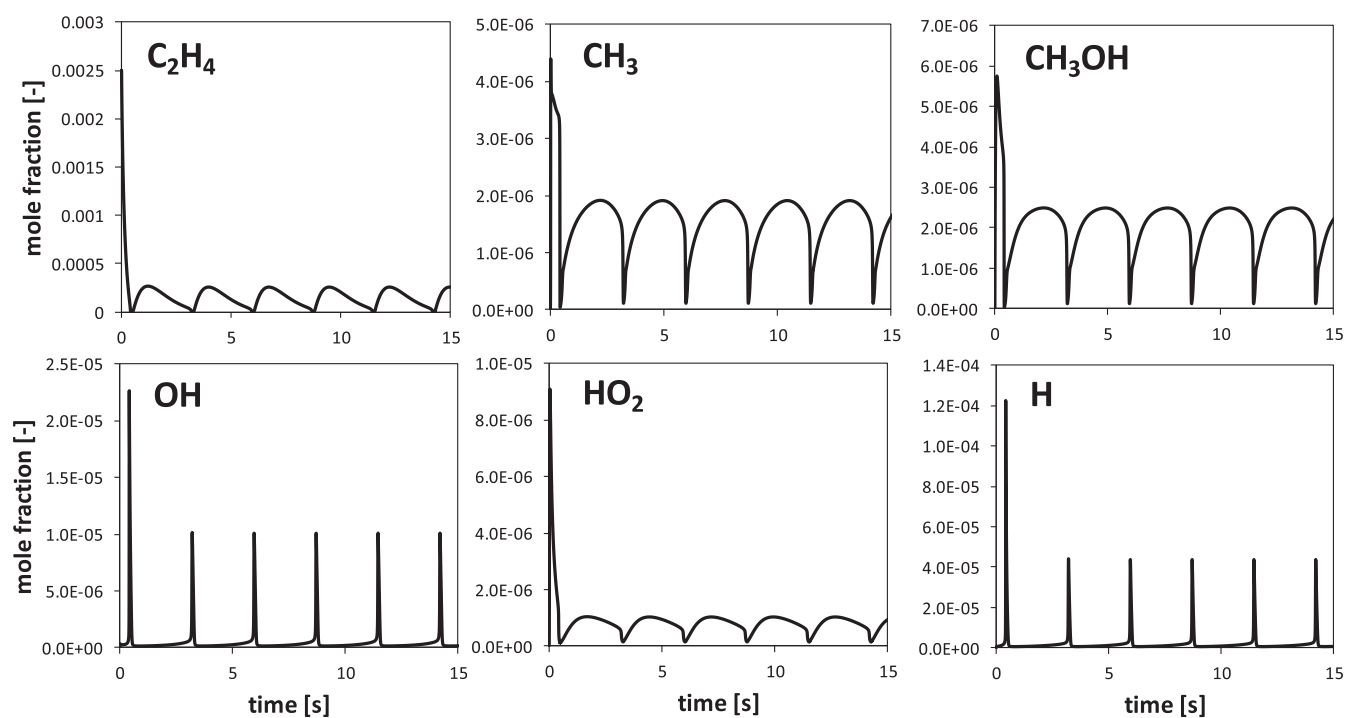 C₂H₄
mole fraction [-]
0.003
0.0025
0.002
0.0015
0.001
0.0005
0
0 5 10 15
CH₃
5.0E-06
4.0E-06
3.0E-06
2.0E-06
1.0E-06
0.0E+00
0 5 10 15
CH₃OH
7.0E-06
6.0E-06
5.0E-06
4.0E-06
3.0E-06
2.0E-06
1.0E-06
0.0E+00
0 5 10 15
OH
mole fraction [-]
2.5E-05
2.0E-05
1.5E-05
1.0E-05
5.0E-06
0.0E+00
0 5 10 15
time [s]
HO₂
1.0E-05
8.0E-06
6.0E-06
4.0E-06
2.0E-06
0.0E+00
0 5 10 15
time [s]
H
1.4E-04
1.2E-04
1.0E-04
8.0E-05
6.0E-05
4.0E-05
2.0E-05
0.0E+00
0 5 10 15
time [s]